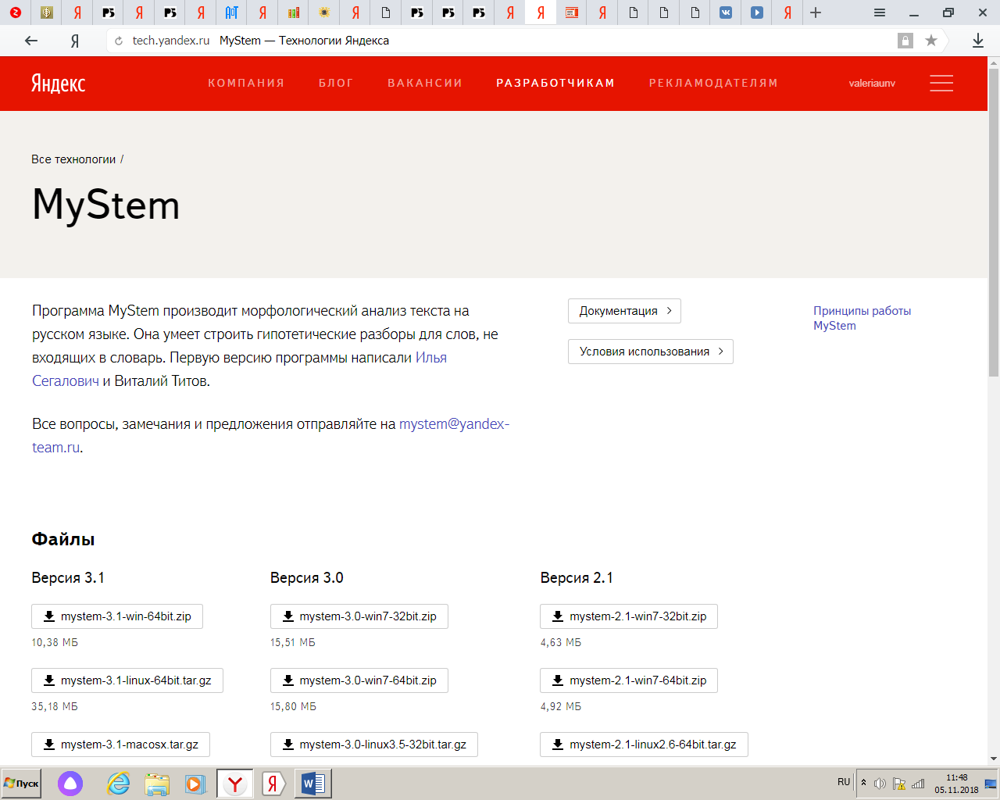 tech.yandex.ru MyStem — Технологии Яндекса
Яндекс КОМПАНИЯ БЛОГ ВАКАНСИИ РАЗРАБОТЧИКАМ РЕКЛАМОДАТЕЛЯМ valeriaunv
Все технологии /
MyStem
Программа MyStem производит морфологический анализ текста на
русском языке. Она умеет строить гипотетические разборы для слов, не
входящих в словарь. Первую версию программы написали Илья
Сегалович и Виталий Титов.
Все вопросы, замечания и предложения отправляйте на mystem@yandex-
team.ru.
Документация
Условия использования
Принципы работы
MyStem
Файлы
Версия 3.1
mystem-3.1-win-64bit.zip
10,38 МБ
mystem-3.1-linux-64bit.tar.gz
35,18 МБ
mystem-3.1-macosx.tar.gz
Версия 3.0
mystem-3.0-win7-32bit.zip
15,51 МБ
mystem-3.0-win7-64bit.zip
15,80 МБ
mystem-3.0-linux3.5-32bit.tar.gz
Версия 2.1
mystem-2.1-win7-32bit.zip
4,63 МБ
mystem-2.1-win7-64bit.zip
4,92 МБ
mystem-2.1-linux2.6-64bit.tar.gz
Пуск
RU
11:48
05.11.2018